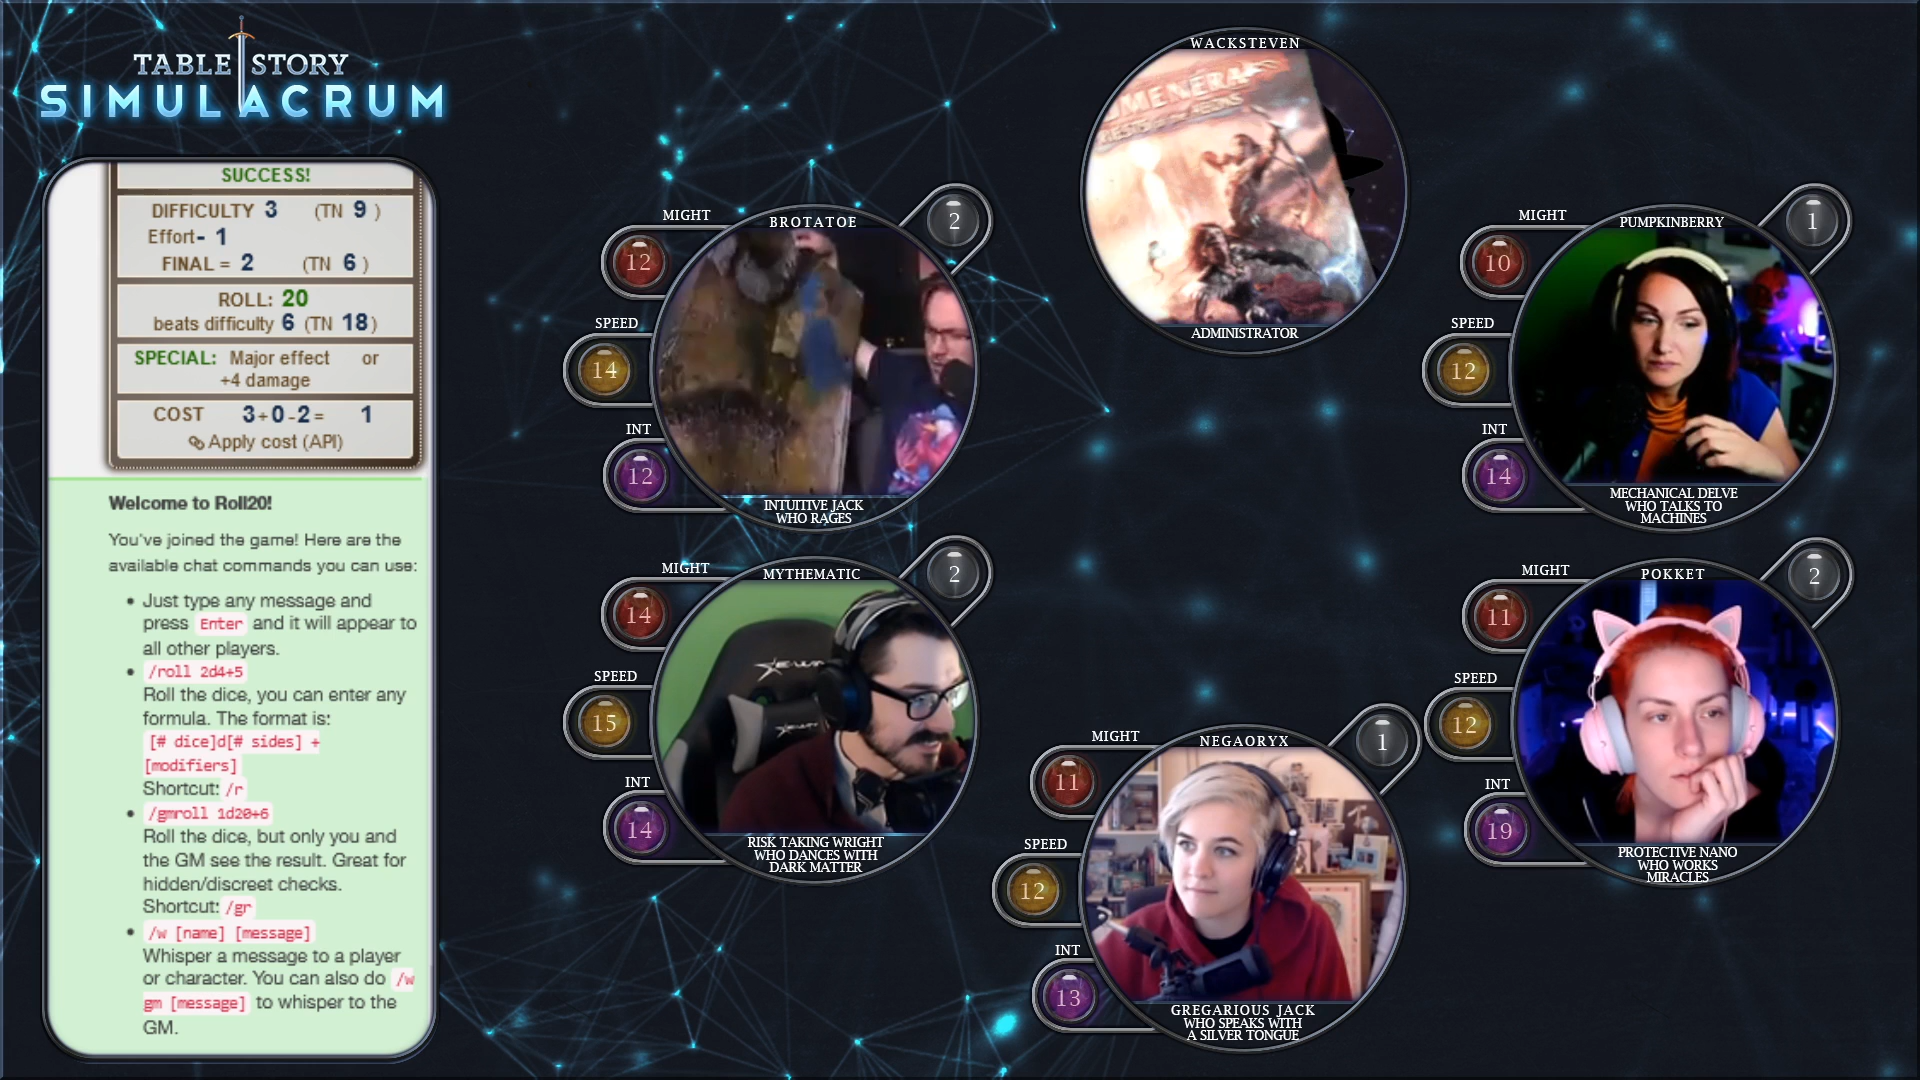 TABLE STORY
SIMULACRUM
SUCCESS!
DIFFICULTY 3 (TN 9 )
Effort- 1
FINAL = 2 (TN 6 )
ROLL: 20
beats difficulty 6 (TN 18)
SPECIAL: Major effect or
+4 damage
COST 3+0-2= 1
Apply cost (API)
Welcome to Roll20!
You've joined the game! Here are the
available chat commands you can use:
Just type any message and
press Enter and it will appear to
all other players.
/roll 2d4+5
Roll the dice, you can enter any
formula. The format is:
[# dice]d[# sides] +
[modifiers]
Shortcut: /r
/gmroll 1d20+6
Roll the dice, but only you and
the GM see the result. Great for
hidden/discreet checks.
Shortcut: /gr
/w [name] [message]
Whisper a message to a player
or character. You can also do /w
gm [message] to whisper to the
GM.
WACKSTEVEN
MENERA
ADMINISTRATOR
BROTATOE
2
MIGHT
12
SPEED
14
INT
12
INTUITIVE JACK
WHO RAGES
PUMPKINBERRY
1
MIGHT
10
SPEED
12
INT
14
MECHANICAL DELVE
WHO TALKS TO
MACHINES
MYTHEMATIC
2
MIGHT
14
SPEED
15
INT
14
RISK TAKING WRIGHT
WHO DANCES WITH
DARK MATTER
POKKET
2
MIGHT
11
SPEED
12
INT
19
PROTECTIVE NANO
WHO WORKS
MIRACLES
NEGAORYX
1
MIGHT
11
SPEED
12
INT
13
GREGARIOUS JACK
WHO SPEAKS WITH
A SILVER TONGUE